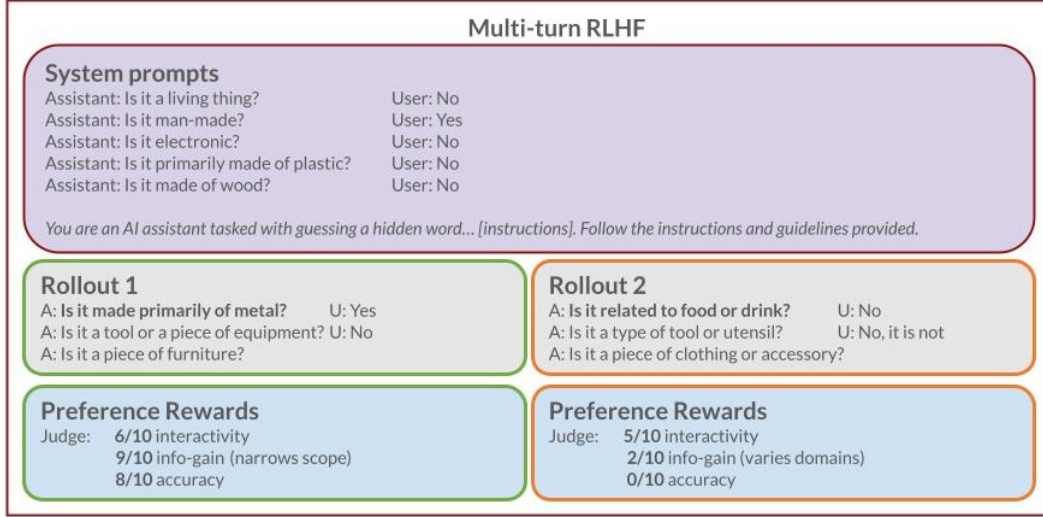 Multi-turn RLHF
System prompts
Assistant: Is it a living thing? User: No
Assistant: Is it man-made? User: Yes
Assistant: Is it electronic? User: No
Assistant: Is it primarily made of plastic? User: No
Assistant: Is it made of wood? User: No
You are an AI assistant tasked with guessing a hidden word... [instructions]. Follow the instructions and guidelines provided.
Rollout 1
A: Is it made primarily of metal? U: Yes
A: Is it a tool or a piece of equipment? U: No
A: Is it a piece of furniture?
Rollout 2
A: Is it related to food or drink? U: No
A: Is it a type of tool or utensil? U: No, it is not
A: Is it a piece of clothing or accessory?
Preference Rewards
Judge: 6/10 interactivity
9/10 info-gain (narrows scope)
8/10 accuracy
Preference Rewards
Judge: 5/10 interactivity
2/10 info-gain (varies domains)
0/10 accuracy